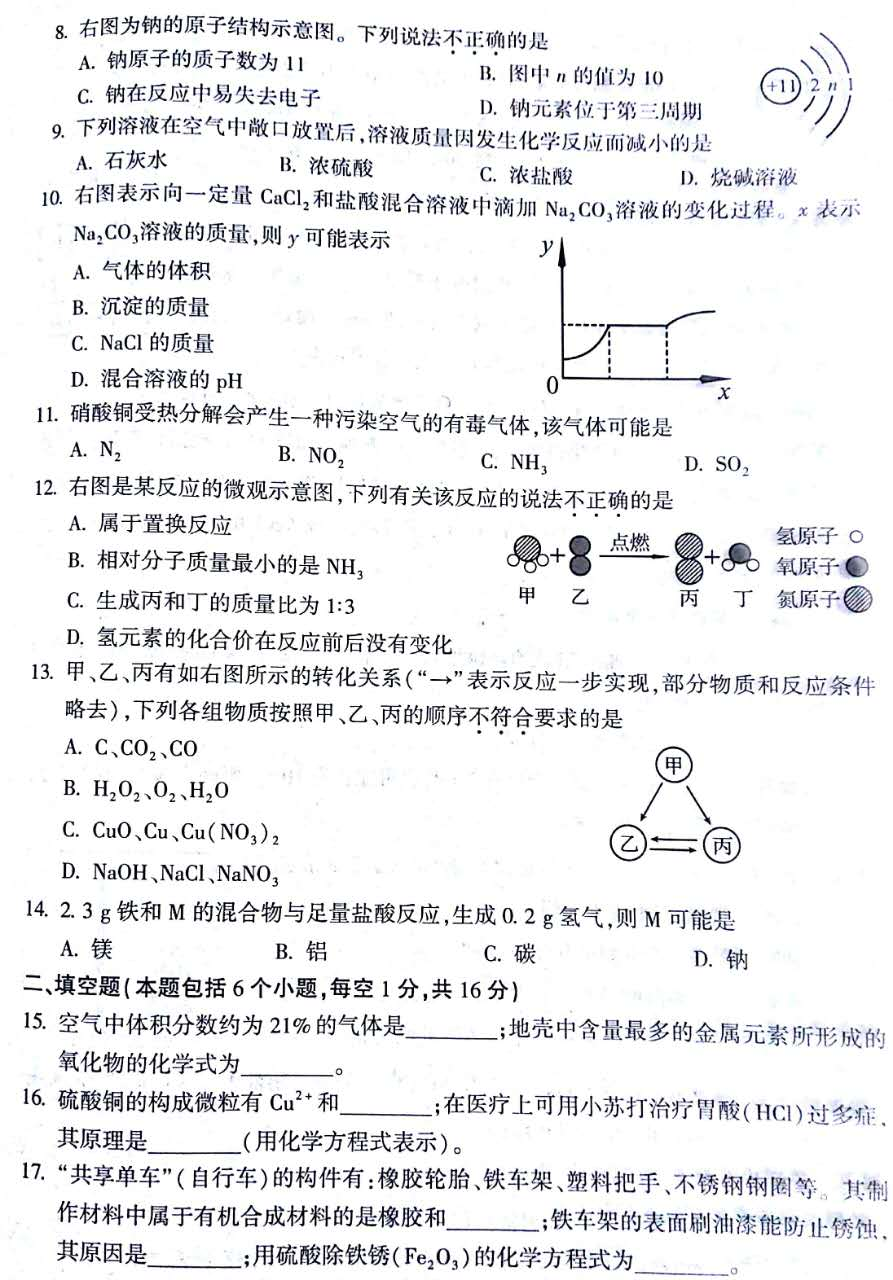 8. 右图为钠的原子结构示意图。下列说法不正确的是
A. 钠原子的质子数为 11
B. 图中 n 的值为 10
C. 钠在反应中易失去电子
D. 钠元素位于第三周期
+11 2 n 1
9. 下列溶液在空气中敞口放置后,溶液质量因发生化学反应而减小的是
A. 石灰水 B. 浓硫酸 C. 浓盐酸 D. 烧碱溶液
10. 右图表示向一定量 CaCl₂和盐酸混合溶液中滴加 Na₂CO₃溶液的变化过程。x 表示
Na₂CO₃溶液的质量,则 y 可能表示
A. 气体的体积
B. 沉淀的质量
C. NaCl 的质量
D. 混合溶液的 pH
y
0
x
11. 硝酸铜受热分解会产生一种污染空气的有毒气体,该气体可能是
A. N₂ B. NO₂ C. NH₃ D. SO₂
12. 右图是某反应的微观示意图,下列有关该反应的说法不正确的是
A. 属于置换反应
B. 相对分子质量最小的是 NH₃
C. 生成丙和丁的质量比为 1∶3
D. 氢元素的化合价在反应前后没有变化
+ 点燃 + 氢原子
氧原子
甲 乙 丙 丁 氮原子
13. 甲、乙、丙有如右图所示的转化关系(“→”表示反应一步实现,部分物质和反应条件
略去),下列各组物质按照甲、乙、丙的顺序不符合要求的是
A. C、CO₂、CO
B. H₂O₂、O₂、H₂O
C. CuO、Cu、Cu(NO₃)₂
D. NaOH、NaCl、NaNO₃
甲
乙 丙
14. 2.3 g 铁和 M 的混合物与足量盐酸反应,生成 0.2 g 氢气,则 M 可能是
A. 镁 B. 铝 C. 碳 D. 钠
二、填空题(本题包括 6 个小题,每空 1 分,共 16 分)
15. 空气中体积分数约为 21%的气体是________;地壳中含量最多的金属元素所形成的
氧化物的化学式为________。
16. 硫酸铜的构成微粒有 Cu²⁺和________;在医疗上可用小苏打治疗胃酸(HCl)过多症,
其原理是________(用化学方程式表示)。
17. “共享单车”(自行车)的构件有:橡胶轮胎、铁车架、塑料把手、不锈钢钢圈等。其制
作材料中属于有机合成材料的是橡胶和________;铁车架的表面刷油漆能防止锈蚀,
其原因是________;用硫酸除铁锈(Fe₂O₃)的化学方程式为________。